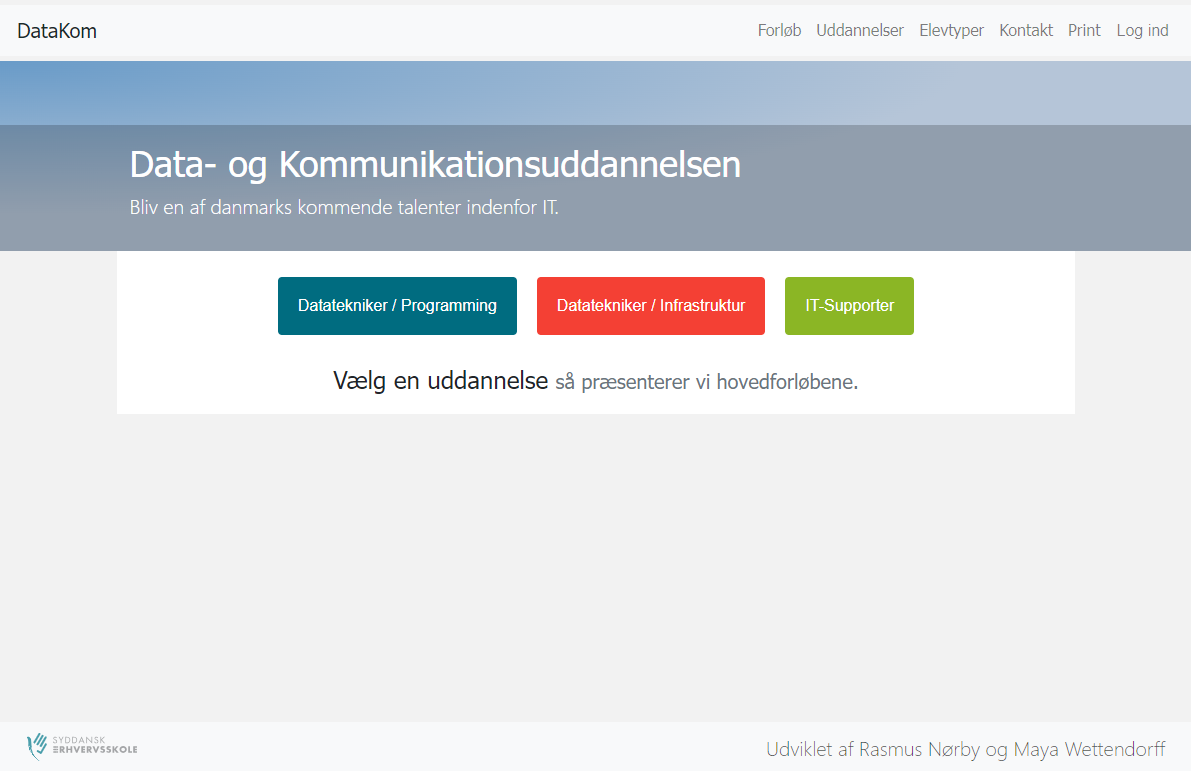 DataKom
Forløb Uddannelser Elevtyper Kontakt Print Log ind
Data- og Kommunikationsuddannelsen
Bliv en af danmarks kommende talenter indenfor IT.
Datatekniker / Programming
Datatekniker / Infrastruktur
IT-Supporter
Vælg en uddannelse så præsenterer vi hovedforløbene.
SYDDANSK
ERHVERVSSKOLE
Udviklet af Rasmus Nørby og Maya Wettendorff